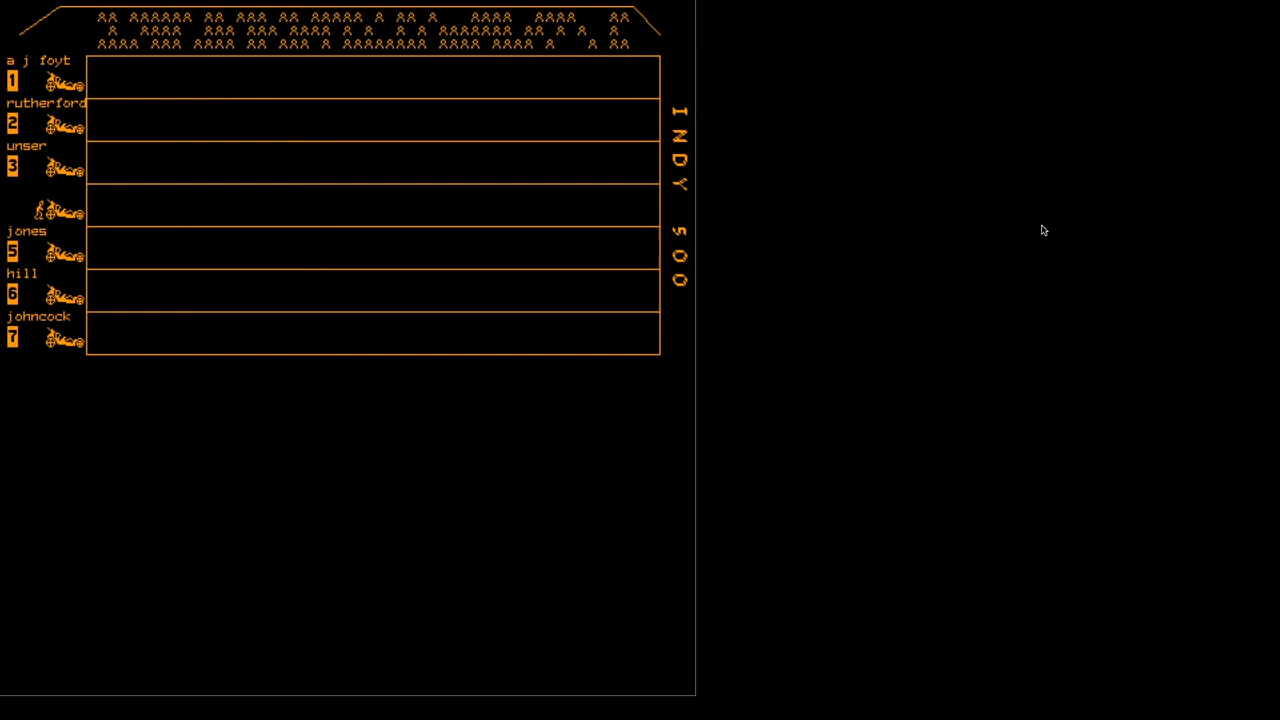 a j foyt
1
rutherford
2
unser
3
jones
5
hill
6
johncock
7
INDY 500